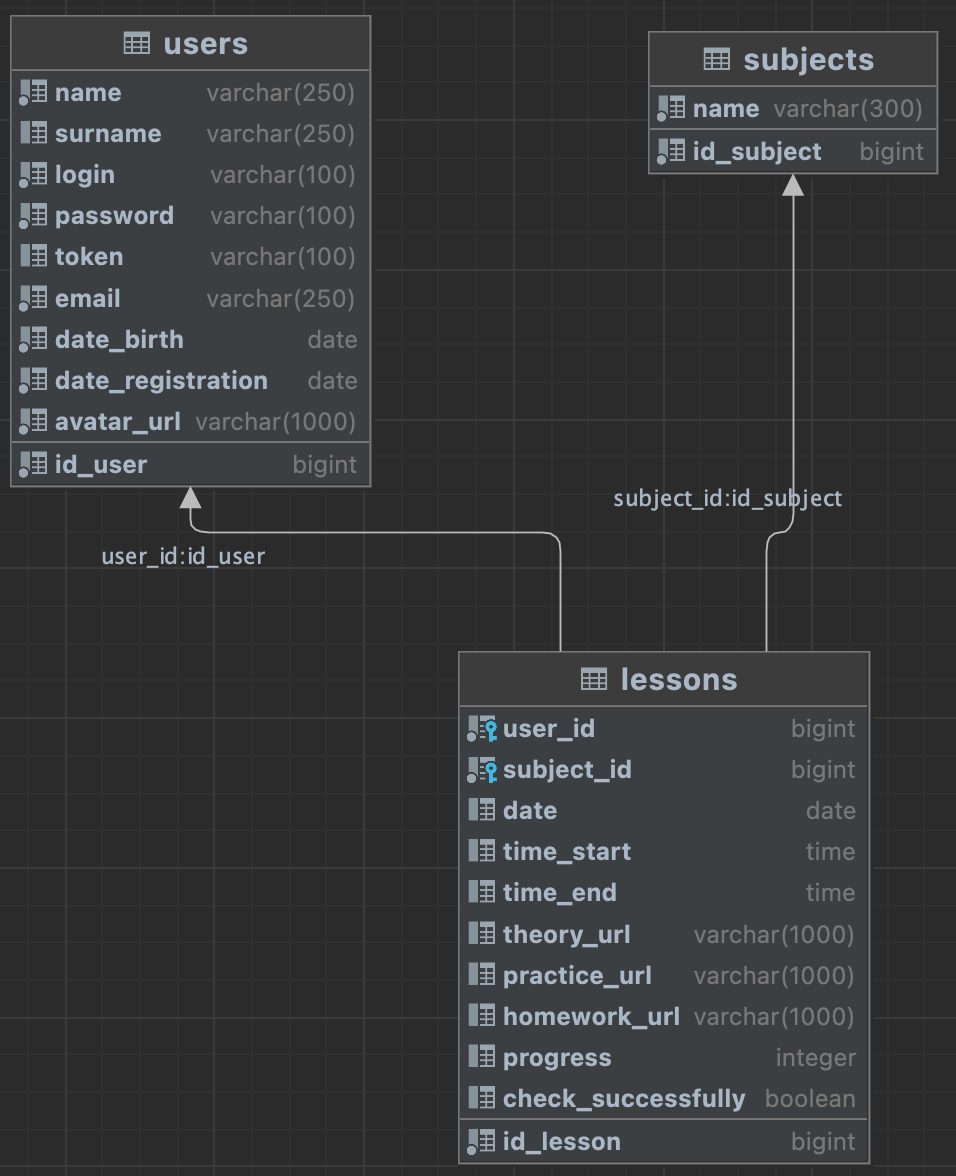 users
name varchar(250)
surname varchar(250)
login varchar(100)
password varchar(100)
token varchar(100)
email varchar(250)
date_birth date
date_registration date
avatar_url varchar(1000)
id_user bigint
subjects
name varchar(300)
id_subject bigint
subject_id:id_subject
user_id:id_user
lessons
user_id bigint
subject_id bigint
date date
time_start time
time_end time
theory_url varchar(1000)
practice_url varchar(1000)
homework_url varchar(1000)
progress integer
check_successfully boolean
id_lesson bigint